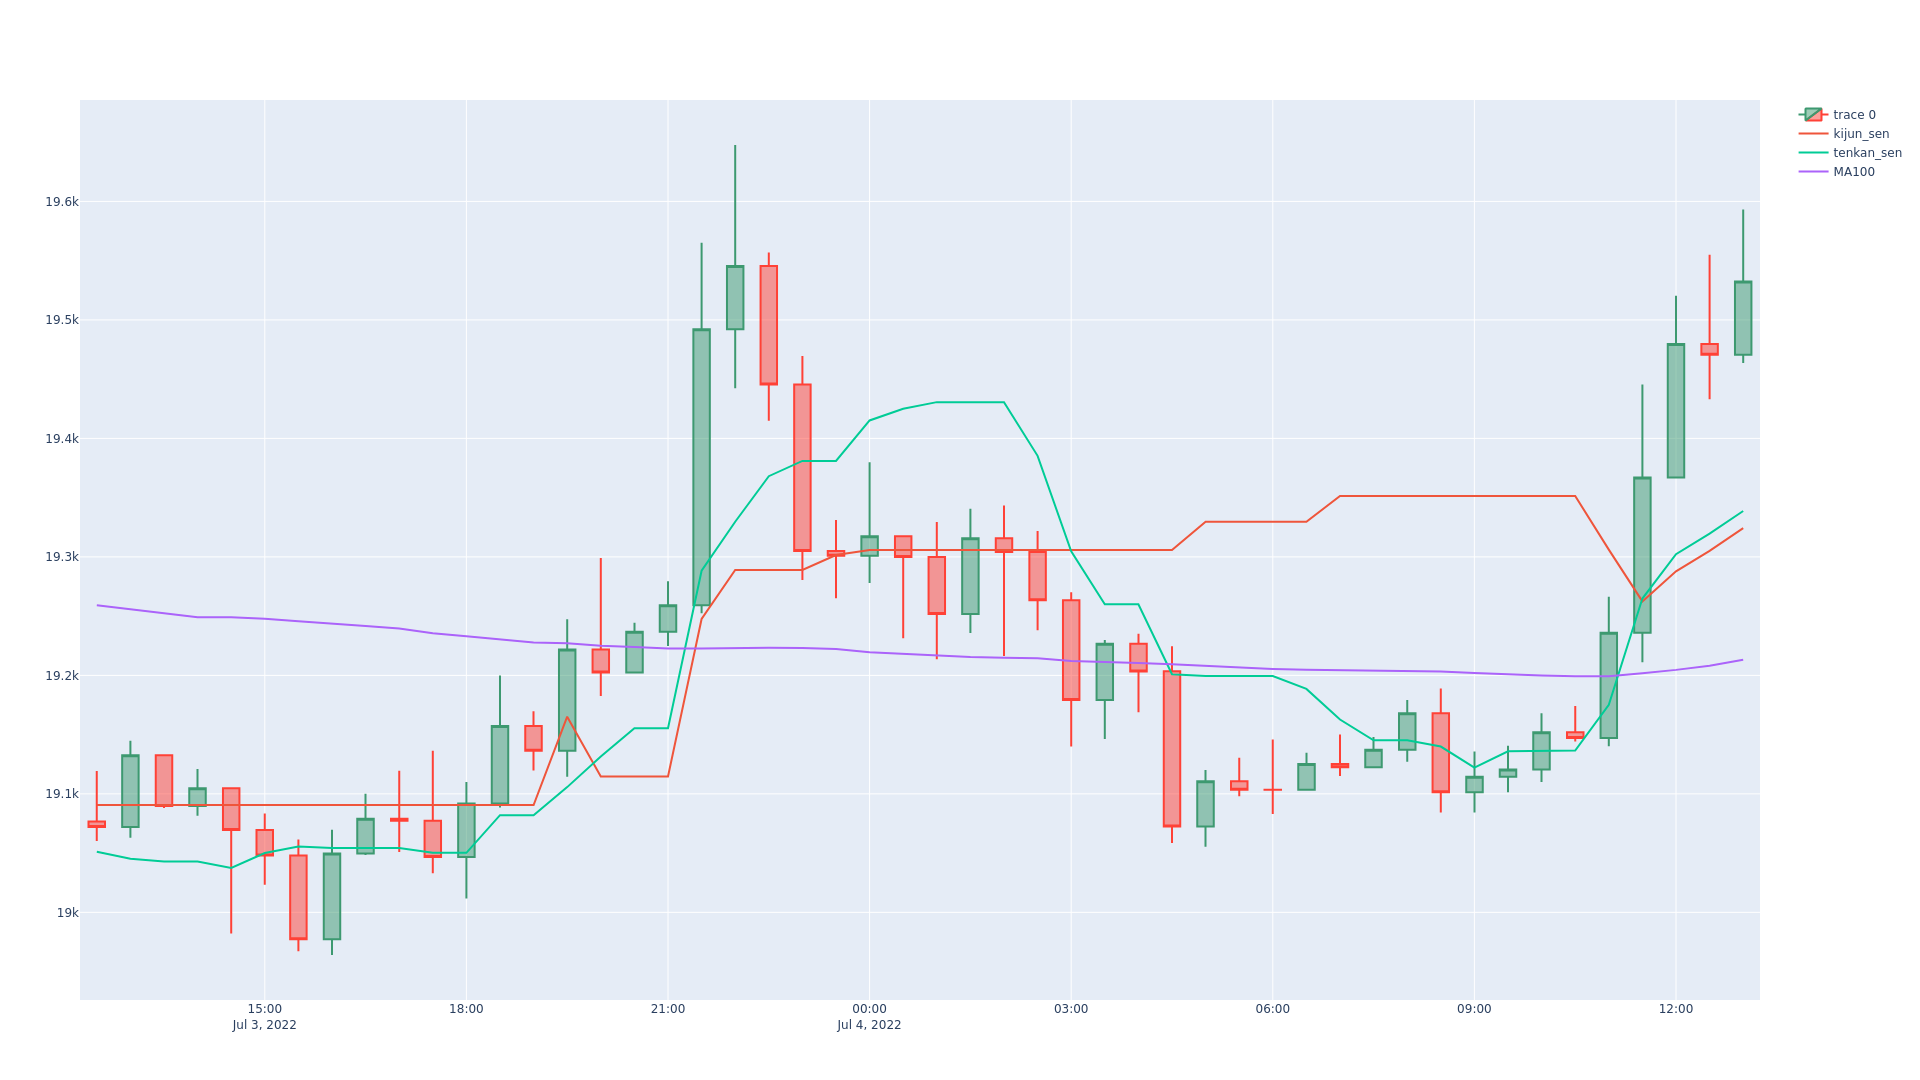 trace 0
kijun_sen
tenkan_sen
MA100
19.6k
19.5k
19.4k
19.3k
19.2k
19.1k
19k
15:00 18:00 21:00 00:00 03:00 06:00 09:00 12:00
Jul 3, 2022 Jul 4, 2022